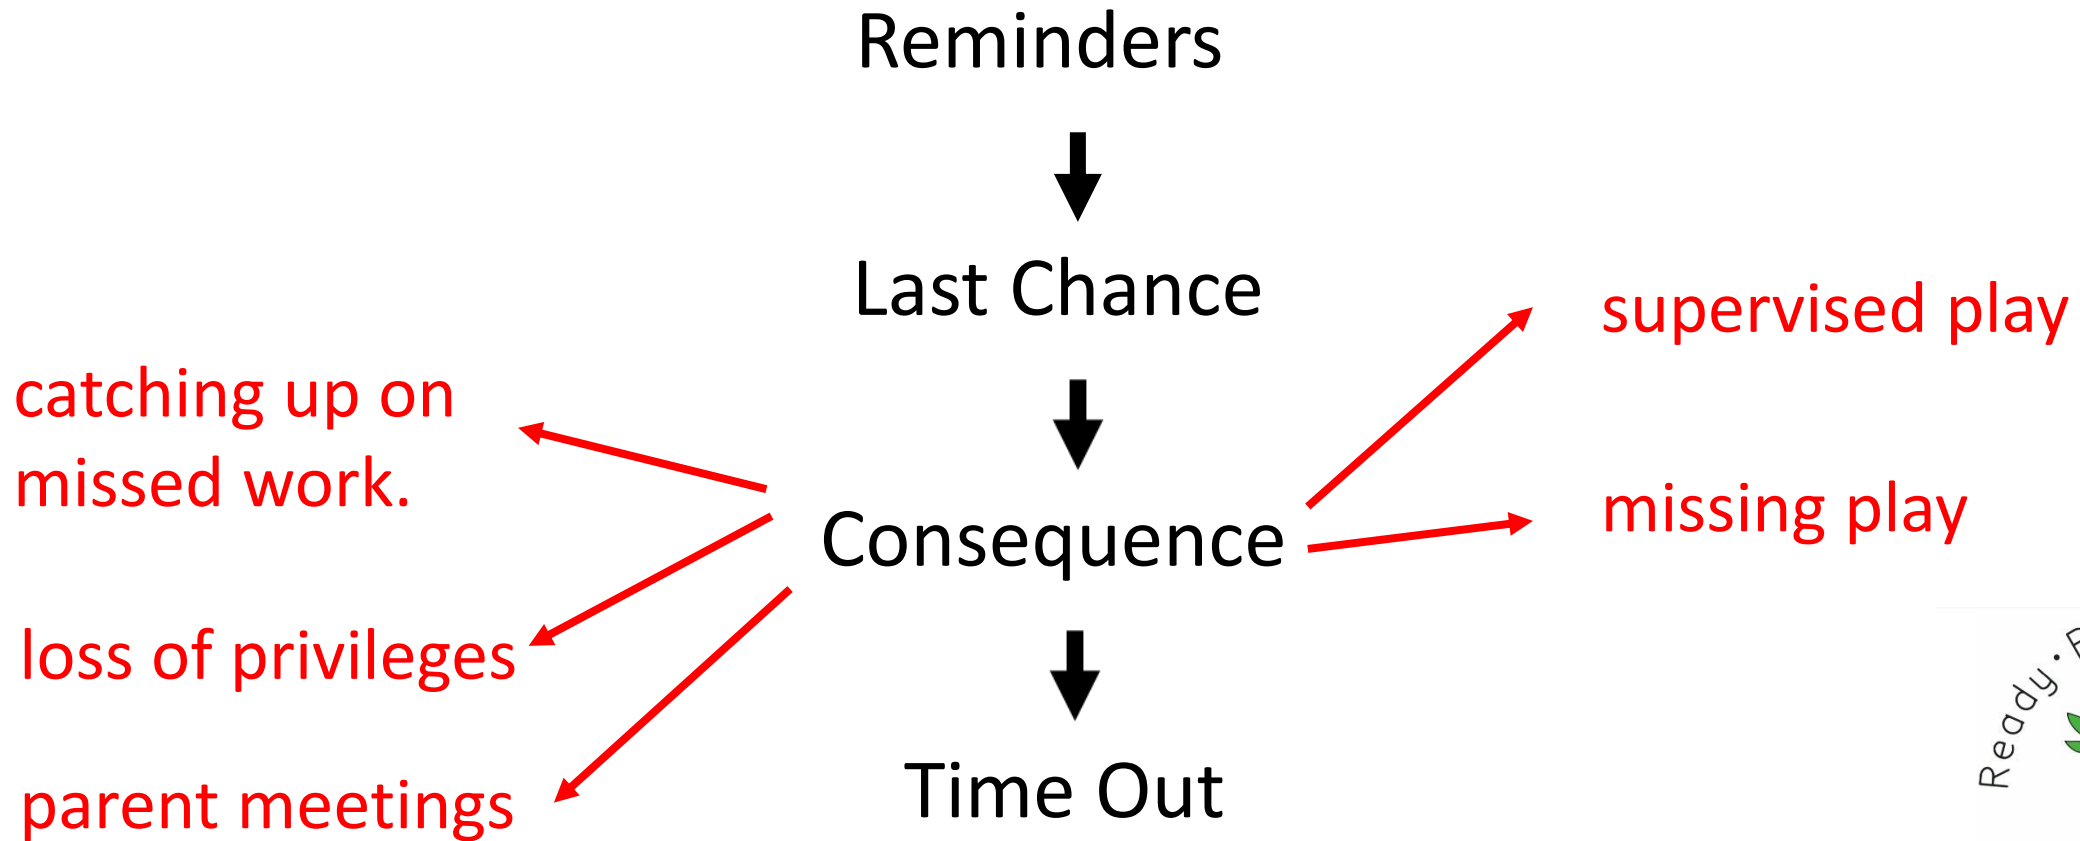 Reminders
Last Chance
supervised play
catching up on
missed work.
missing play
Consequence
loss of privileges
parent meetings
Time Out
Ready •